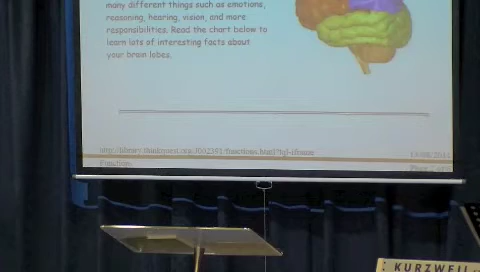 many different things such as emotions,
reasoning, hearing, vision, and more
responsibilities. Read the chart below to
learn lots of interesting facts about
your brain lobes.
Function
KURZWEIL